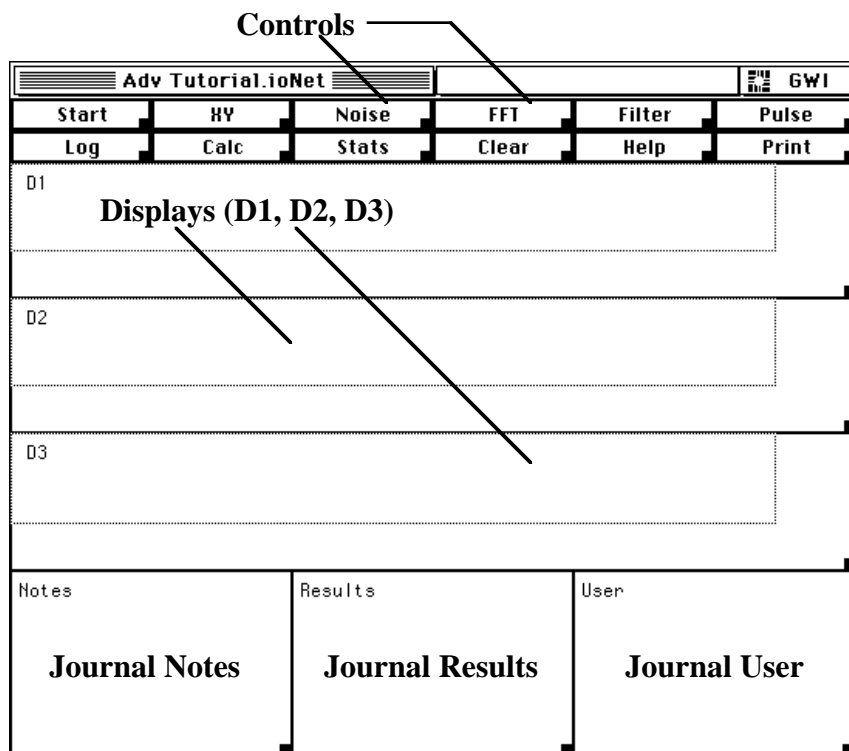 Controls
Adv Tutorial.ioNet GWI
Start XY Noise FFT Filter Pulse
Log Calc Stats Clear Help Print
D1
Displays (D1, D2, D3)
D2
D3
Notes Results User
Journal Notes Journal Results Journal User